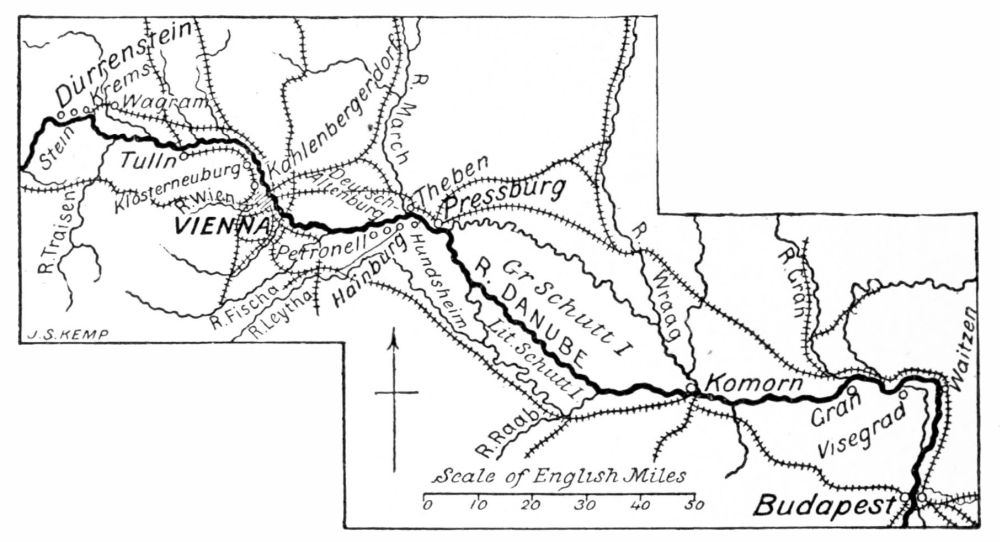 Durrenstein
Krems
Wagram
Stein
Tulln
Klosterneuburg
Kahlenbergerdorf
R. March
R. Wien
VIENNA
R. Traisen
Deutsch
Altenburg
Theben
Pressburg
Petronell
Hainburg
Hundsheim
R. Fischa
R. Leytha
J. S. KEMP
Gr Schutt I
R. DANUBE
Lit. Schutt I
R. Wraag
R. Gran
Waitzen
Komorn
Gran
Visegrad
R. Raab
Scale of English Miles
0 10 20 30 40 50
Budapest